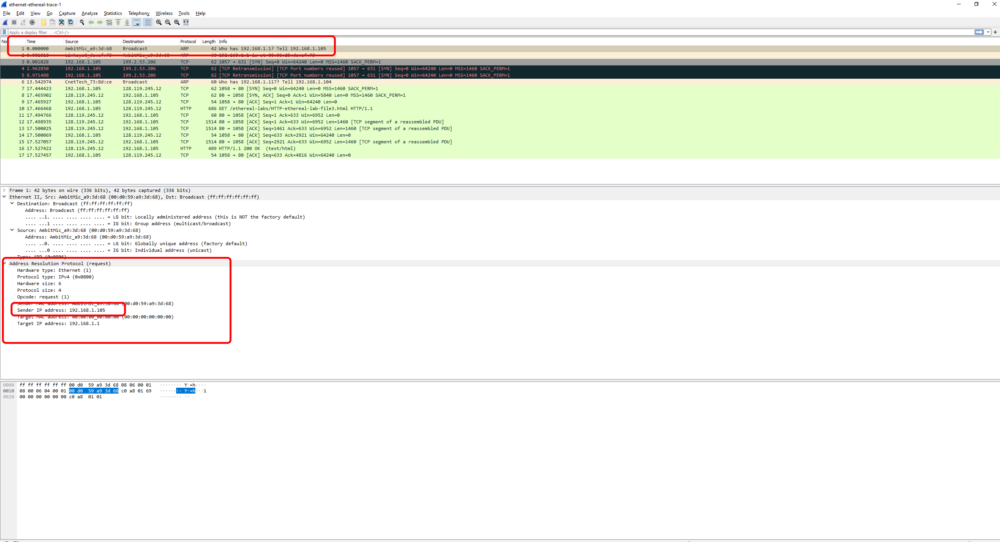 ethernet-ethereal-trace-1
File Edit View Go Capture Analyze Statistics Telephony Wireless Tools Help
Apply a display filter ... <Ctrl-/>
No Time Source Destination Protocol Length Info
1 0.000000 AmbitMic_a9:3d:68 Broadcast ARP 42 Who has 192.168.1.1? Tell 192.168.1.105
2 0.001018 LinksysG_da:af:73 AmbitMic_a9:3d:68 ARP 60 192.168.1.1 is at 00:06:25:da:af:73
3 0.001028 192.168.1.105 199.2.53.206 TCP 62 1057 → 631 [SYN] Seq=0 Win=64240 Len=0 MSS=1460 SACK_PERM=1
4 2.962850 192.168.1.105 199.2.53.206 TCP 62 [TCP Retransmission] [TCP Port numbers reused] 1057 → 631 [SYN] Seq=0 Win=64240 Len=0 MSS=1460 SACK_PERM=1
5 8.971488 192.168.1.105 199.2.53.206 TCP 62 [TCP Retransmission] [TCP Port numbers reused] 1057 → 631 [SYN] Seq=0 Win=64240 Len=0 MSS=1460 SACK_PERM=1
6 13.542974 CnetTech_73:8d:ce Broadcast ARP 60 Who has 192.168.1.117? Tell 192.168.1.104
7 17.444423 192.168.1.105 128.119.245.12 TCP 62 1058 → 80 [SYN] Seq=0 Win=64240 Len=0 MSS=1460 SACK_PERM=1
8 17.465902 128.119.245.12 192.168.1.105 TCP 62 80 → 1058 [SYN, ACK] Seq=0 Ack=1 Win=5840 Len=0 MSS=1460 SACK_PERM=1
9 17.465927 192.168.1.105 128.119.245.12 TCP 54 1058 → 80 [ACK] Seq=1 Ack=1 Win=64240 Len=0
10 17.466468 192.168.1.105 128.119.245.12 HTTP 686 GET /ethereal-labs/HTTP-ethereal-lab-file3.html HTTP/1.1
11 17.494766 128.119.245.12 192.168.1.105 TCP 60 80 → 1058 [ACK] Seq=1 Ack=633 Win=6952 Len=0
12 17.498935 128.119.245.12 192.168.1.105 TCP 1514 80 → 1058 [ACK] Seq=1 Ack=633 Win=6952 Len=1460 [TCP segment of a reassembled PDU]
13 17.500025 128.119.245.12 192.168.1.105 TCP 1514 80 → 1058 [ACK] Seq=1461 Ack=633 Win=6952 Len=1460 [TCP segment of a reassembled PDU]
14 17.500069 192.168.1.105 128.119.245.12 TCP 54 1058 → 80 [ACK] Seq=633 Ack=2921 Win=64240 Len=0
15 17.527057 128.119.245.12 192.168.1.105 TCP 1514 80 → 1058 [ACK] Seq=2921 Ack=633 Win=6952 Len=1460 [TCP segment of a reassembled PDU]
16 17.527422 128.119.245.12 192.168.1.105 HTTP 489 HTTP/1.1 200 OK (text/html)
17 17.527457 192.168.1.105 128.119.245.12 TCP 54 1058 → 80 [ACK] Seq=633 Ack=4816 Win=64240 Len=0
Frame 1: 42 bytes on wire (336 bits), 42 bytes captured (336 bits)
Ethernet II, Src: AmbitMic_a9:3d:68 (00:d0:59:a9:3d:68), Dst: Broadcast (ff:ff:ff:ff:ff:ff)
Destination: Broadcast (ff:ff:ff:ff:ff:ff)
Address: Broadcast (ff:ff:ff:ff:ff:ff)
.... ..1. .... .... .... .... = LG bit: Locally administered address (this is NOT the factory default)
.... ...1 .... .... .... .... = IG bit: Group address (multicast/broadcast)
Source: AmbitMic_a9:3d:68 (00:d0:59:a9:3d:68)
Address: AmbitMic_a9:3d:68 (00:d0:59:a9:3d:68)
.... ..0. .... .... .... .... = LG bit: Globally unique address (factory default)
.... ...0 .... .... .... .... = IG bit: Individual address (unicast)
Type: ARP (0x0806)
Address Resolution Protocol (request)
Hardware type: Ethernet (1)
Protocol type: IPv4 (0x0800)
Hardware size: 6
Protocol size: 4
Opcode: request (1)
Sender MAC address: AmbitMic_a9:3d:68 (00:d0:59:a9:3d:68)
Sender IP address: 192.168.1.105
Target MAC address: 00:00:00_00:00:00 (00:00:00:00:00:00)
Target IP address: 192.168.1.1
0000 ff ff ff ff ff ff 00 d0 59 a9 3d 68 08 06 00 01 ········ Y·=h····
0010 08 00 06 04 00 01 00 d0 59 a9 3d 68 c0 a8 01 69 ········ Y·=h···i
0020 00 00 00 00 00 00 c0 a8 01 01 ········ ··